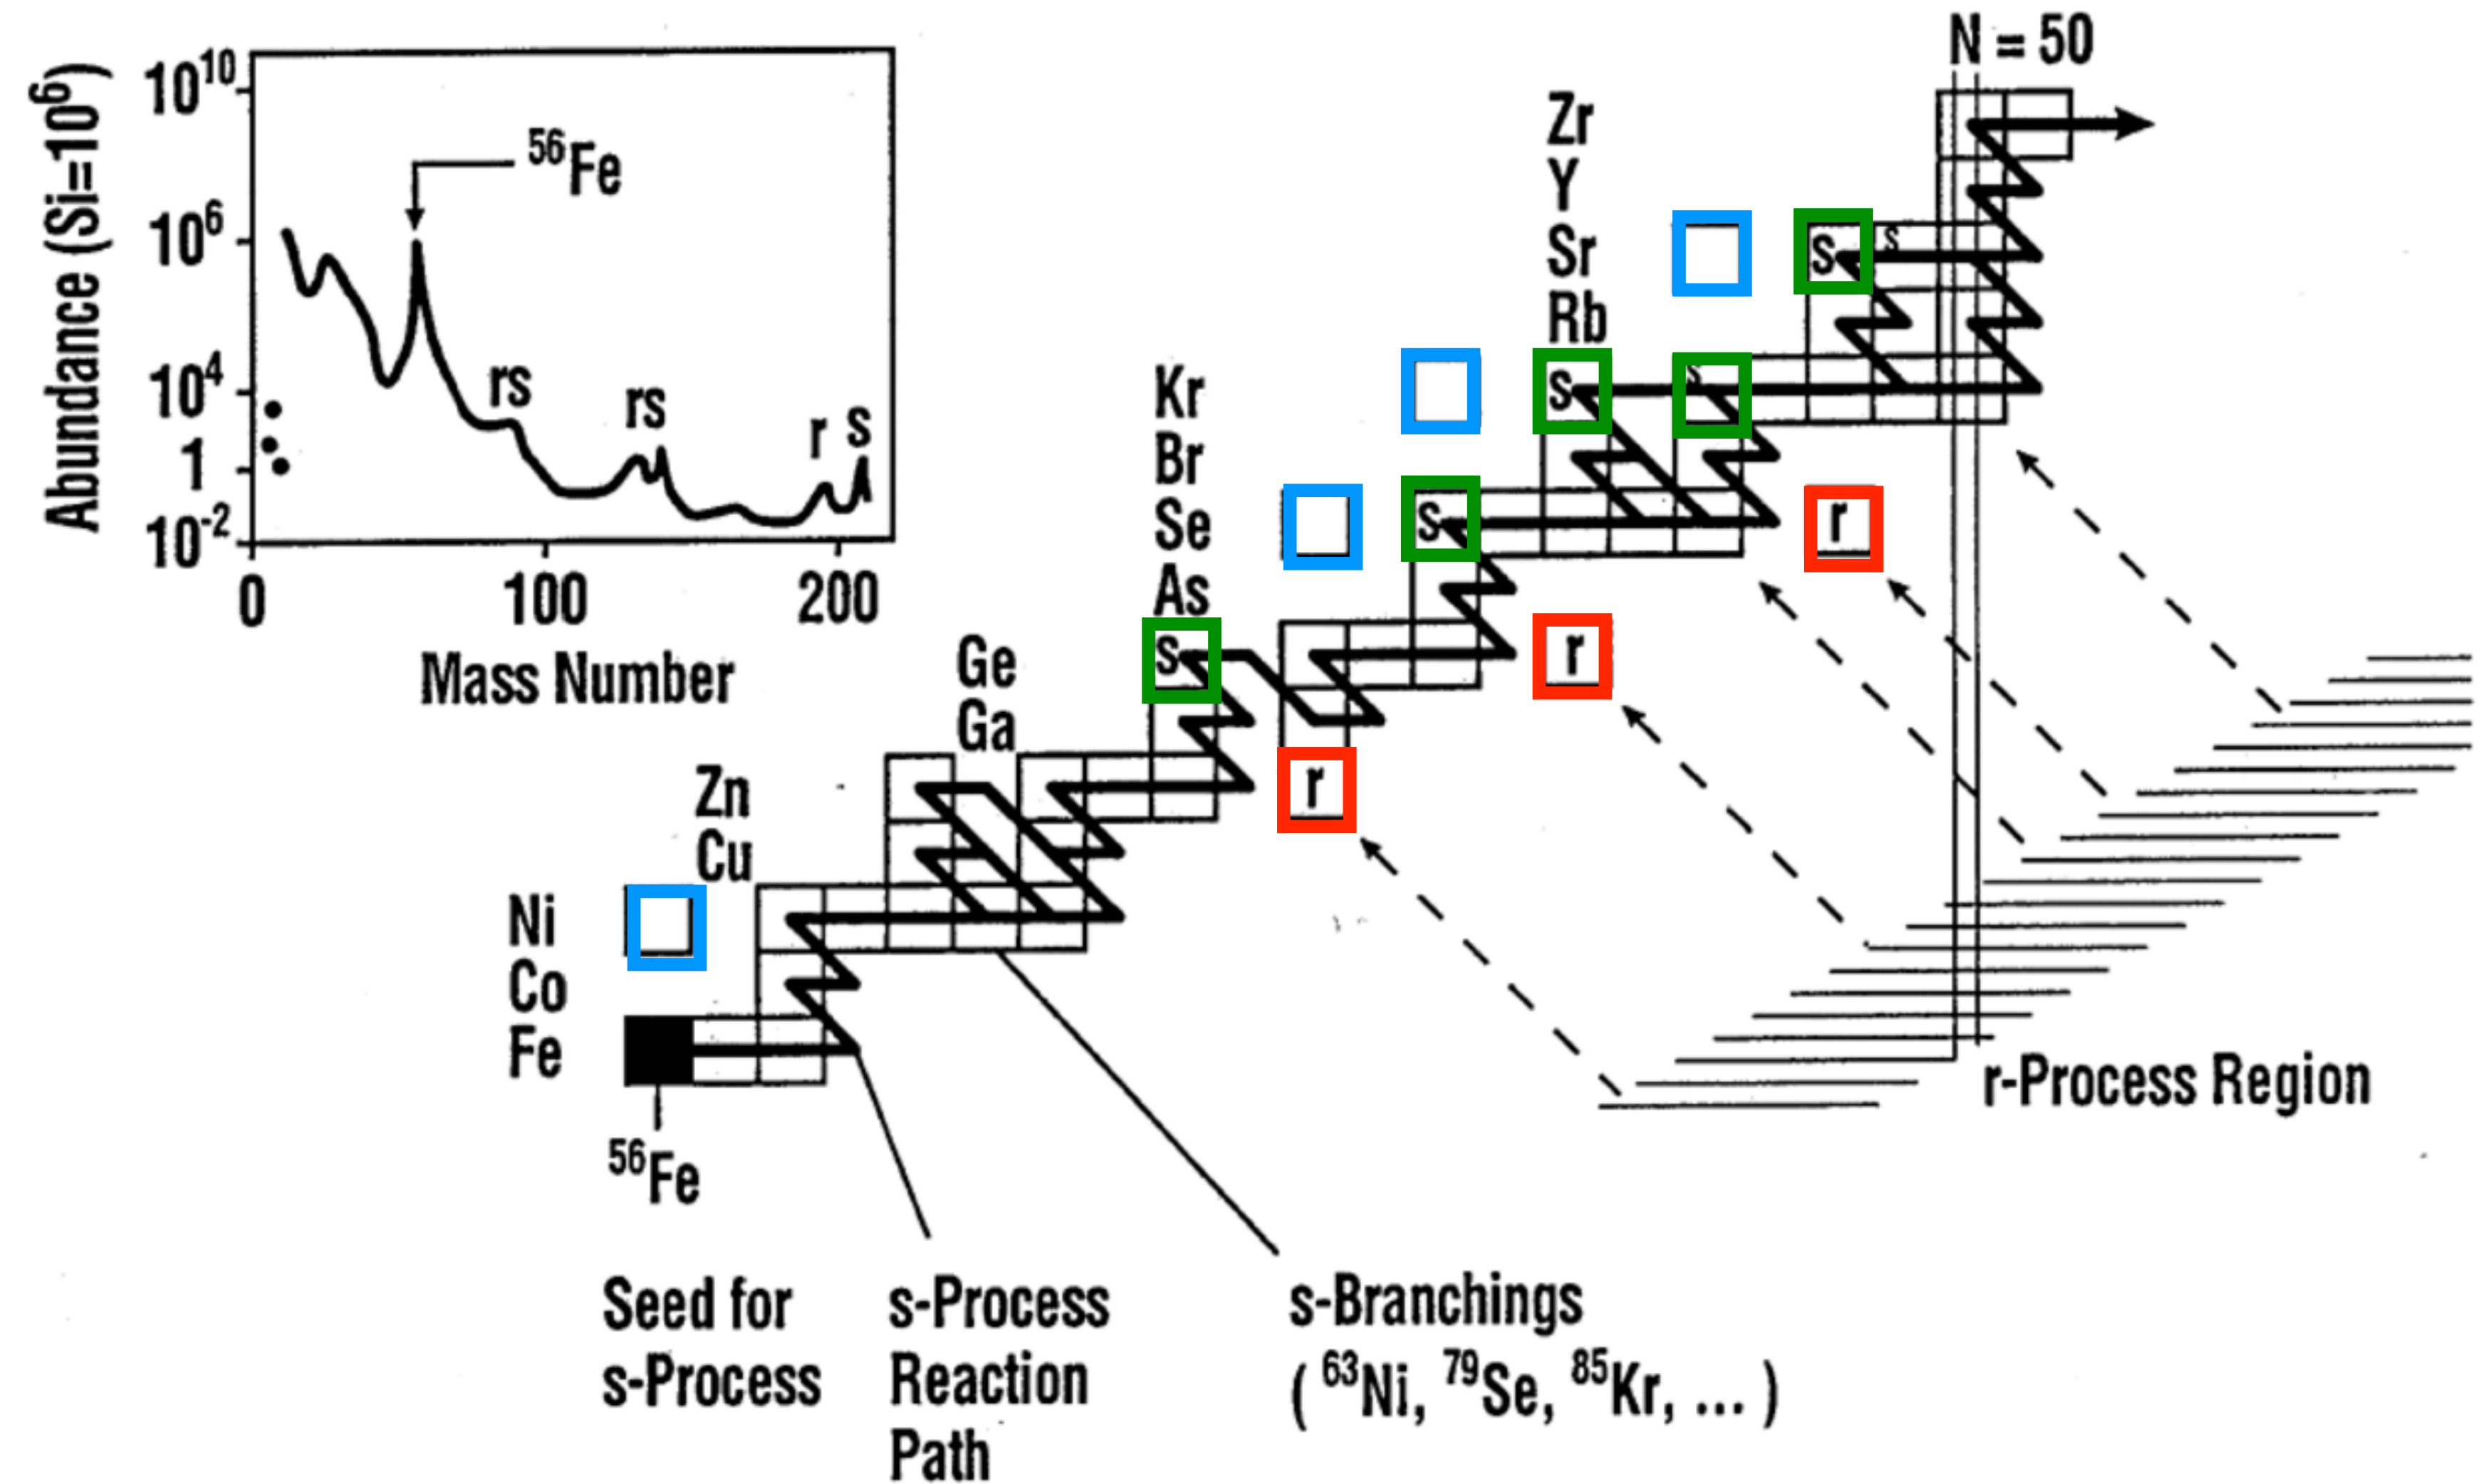 Abundance (Si=10⁶)
10¹⁰
10⁶
10⁴
1
10⁻²
0
100
200
Mass Number
⁵⁶Fe
rs
rs
r s
N = 50
Zr
Y
Sr
Rb
Kr
Br
Se
As
Ge
Ga
Zn
Cu
Ni
Co
Fe
s
s
s
s
s
s
r
r
r
⁵⁶Fe
r-Process Region
Seed for
s-Process
s-Process
Reaction
Path
s-Branchings
( ⁶³Ni, ⁷⁹Se, ⁸⁵Kr, ... )